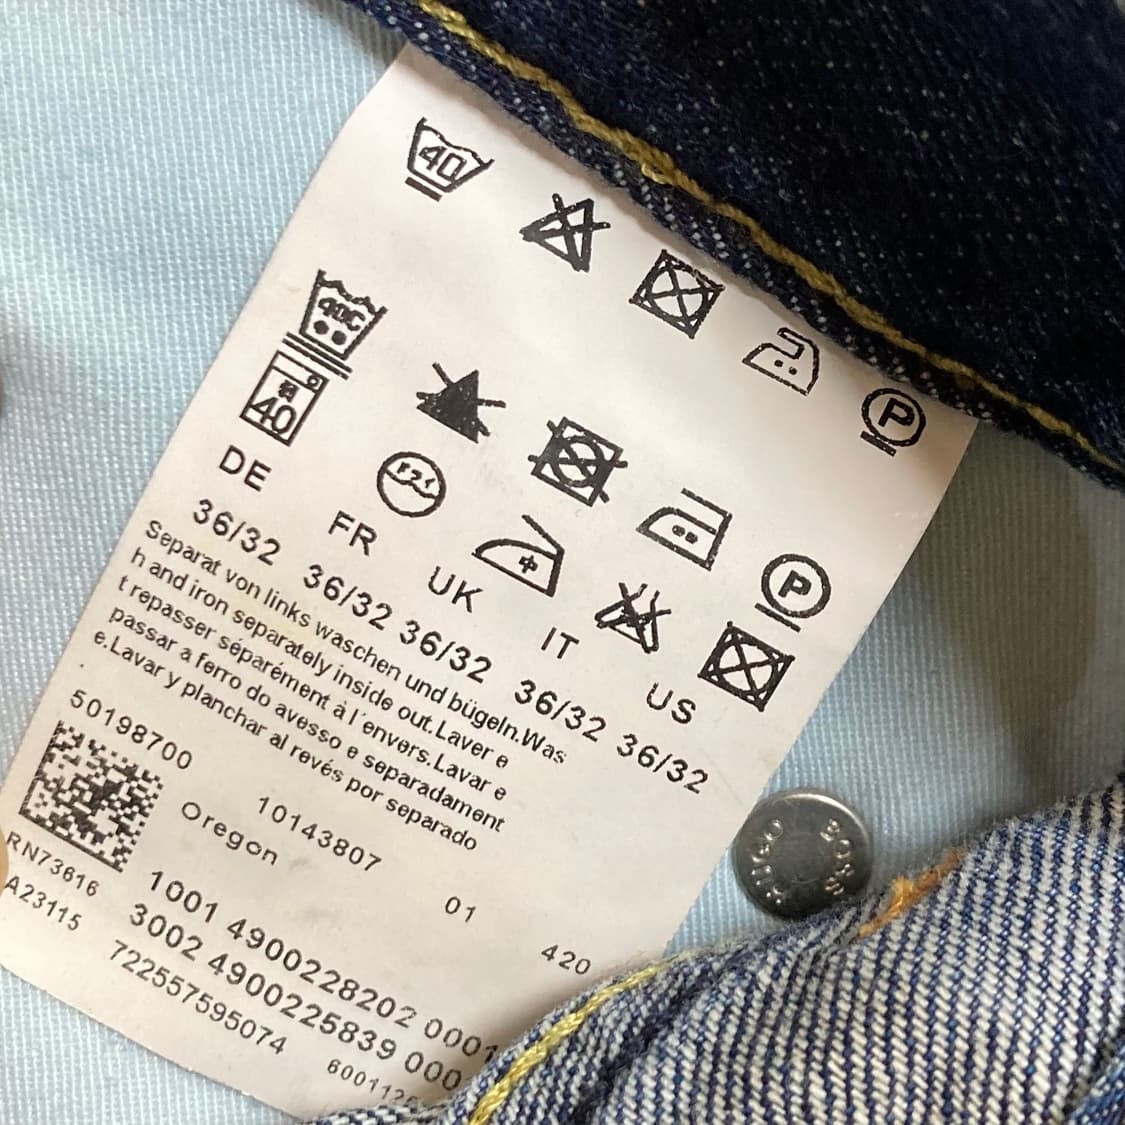 40
P
40C
P
40
DE FR UK IT US
36/32 36/32 36/32 36/32 36/32
Separat von links waschen und bügeln.Was
h and iron separately inside out.Laver e
t repasser séparément à l'envers.Lavar e
passar a ferro do avesso e separadament
e.Lavar y planchar al revés por separado
50198700
10143807 01 420
Oregon
RN73616
A23115
1001 4900228202 0001
3002 4900225839 000
722557595074
HUGO BOSS